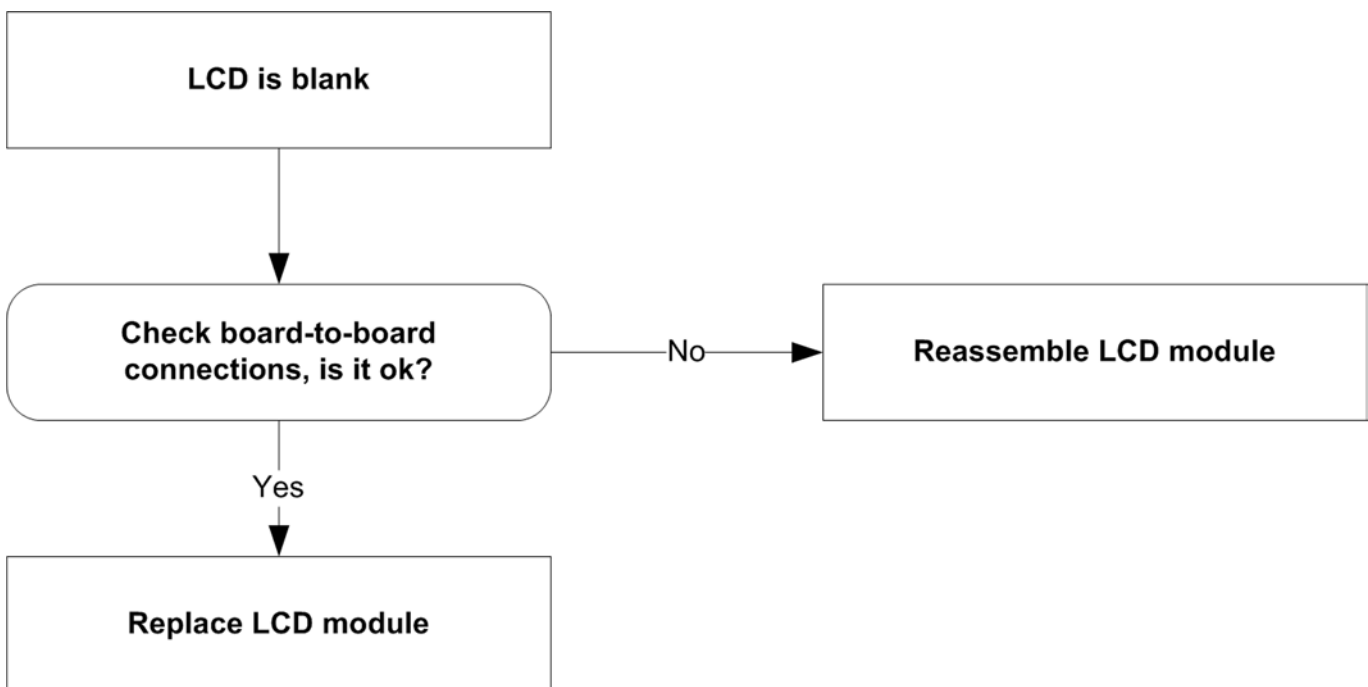 LCD is blank
Check board-to-board
connections, is it ok?
No
Reassemble LCD module
Yes
Replace LCD module